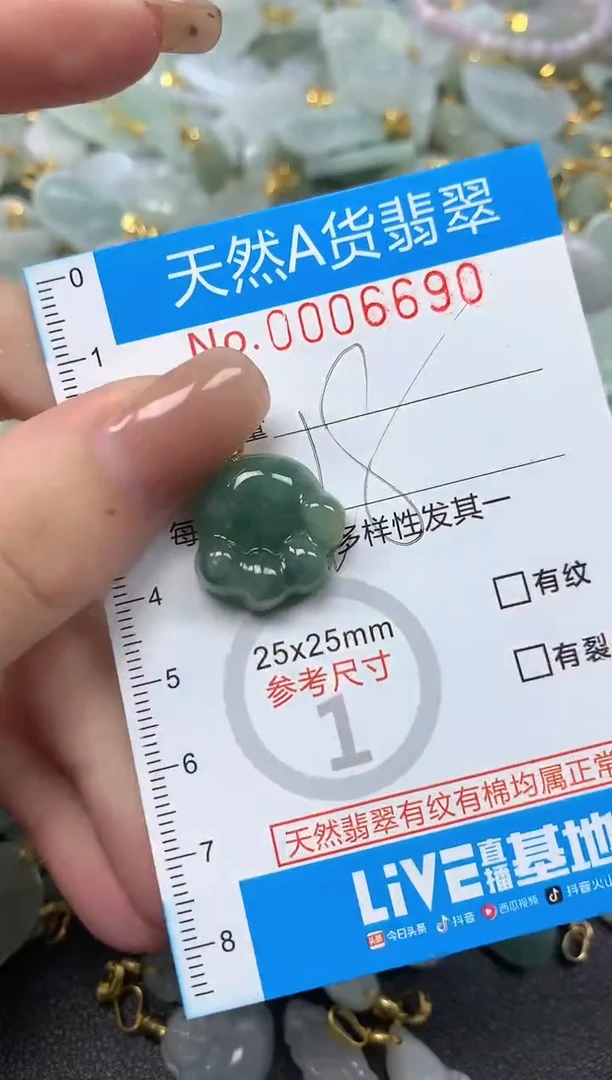 天然A货翡翠
No.0006690
量
18
每 多样性发其一
有纹
有裂
25x25mm
参考尺寸
1
天然翡翠有纹有棉均属正常
LiVE直播基地
今日头条 抖音 西瓜视频 抖音火山
0
1
4
5
6
7
8